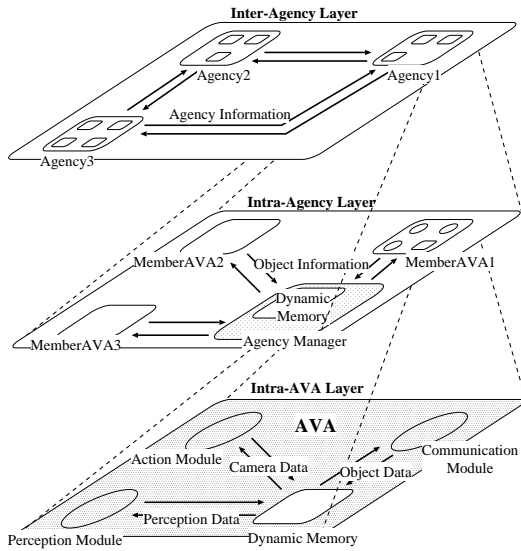 Inter-Agency Layer
Agency2
Agency1
Agency Information
Agency3
Intra-Agency Layer
MemberAVA2
Object Information
MemberAVA1
Dynamic
Memory
MemberAVA3
Agency Manager
Intra-AVA Layer
AVA
Action Module
Camera Data
Object Data
Communication
Module
Perception Data
Perception Module
Dynamic Memory